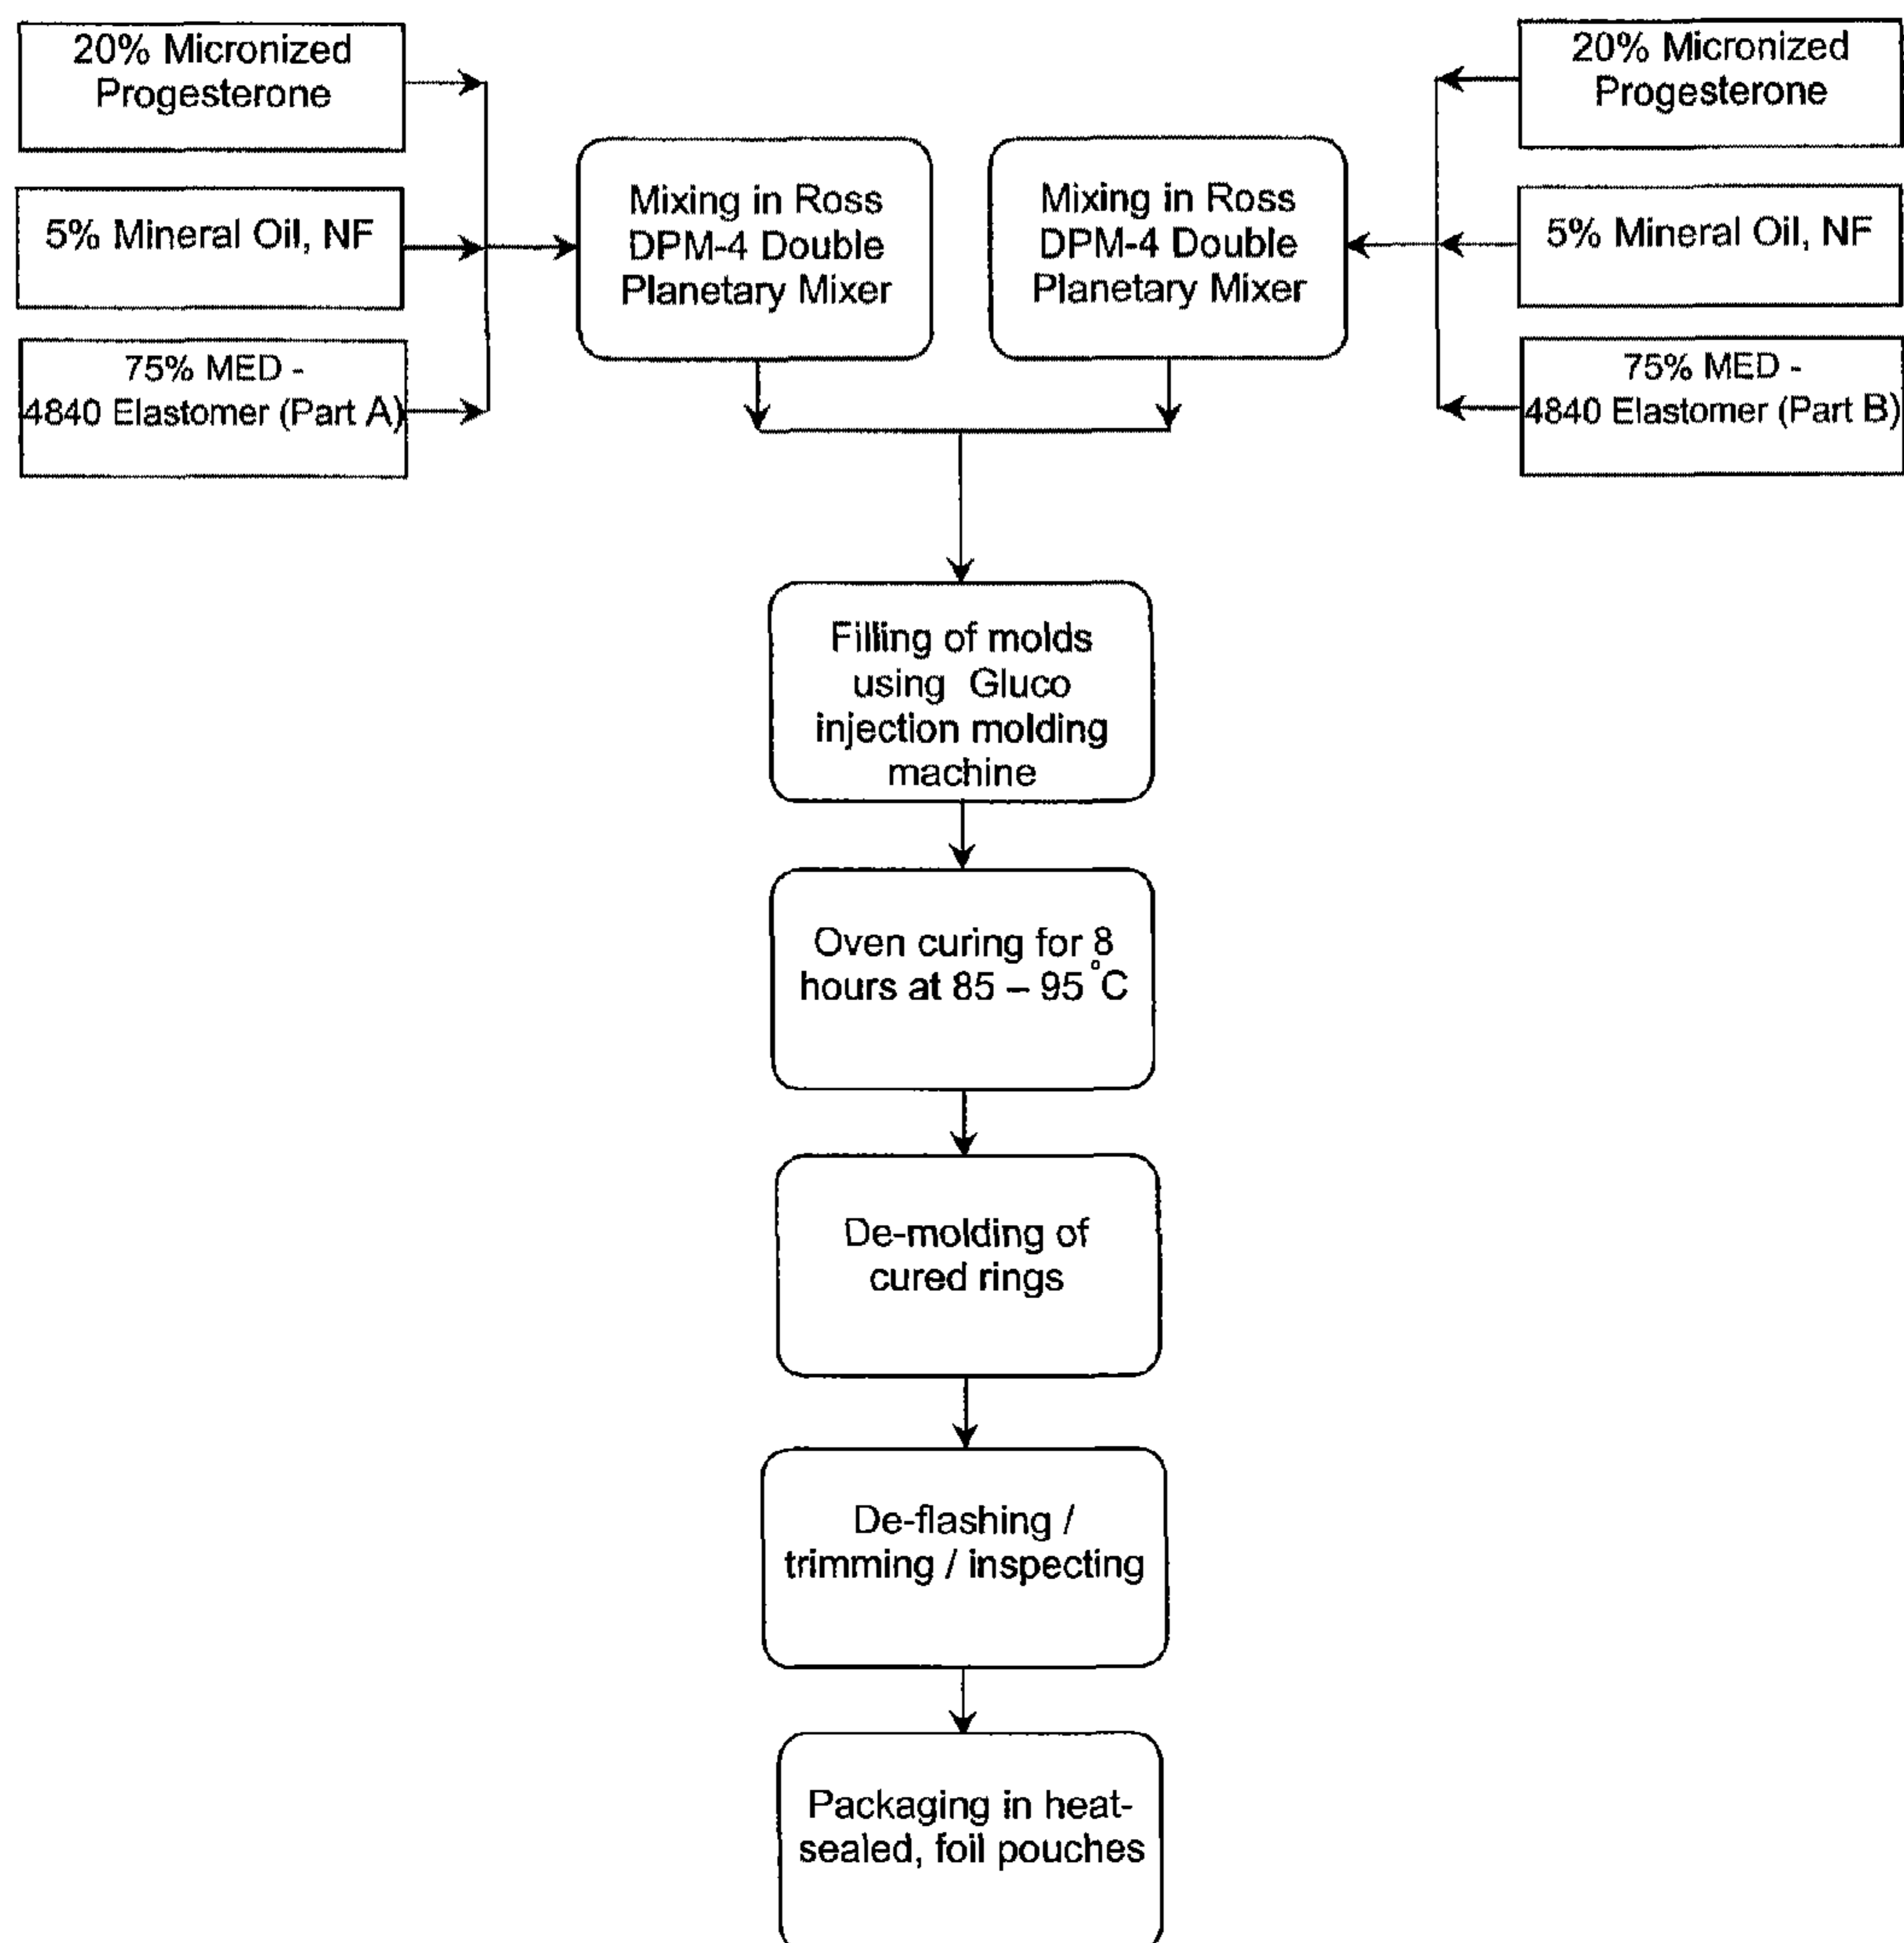 20% Micronized
Progesterone
5% Mineral Oil, NF
75% MED -
4840 Elastomer (Part A)
Mixing in Ross
DPM-4 Double
Planetary Mixer
Mixing in Ross
DPM-4 Double
Planetary Mixer
20% Micronized
Progesterone
5% Mineral Oil, NF
75% MED -
4840 Elastomer (Part B)
Filling of molds
using Gluco
injection molding
machine
Oven curing for 8
hours at 85 – 95 °C
De-molding of
cured rings
De-flashing /
trimming / inspecting
Packaging in heat-
sealed, foil pouches